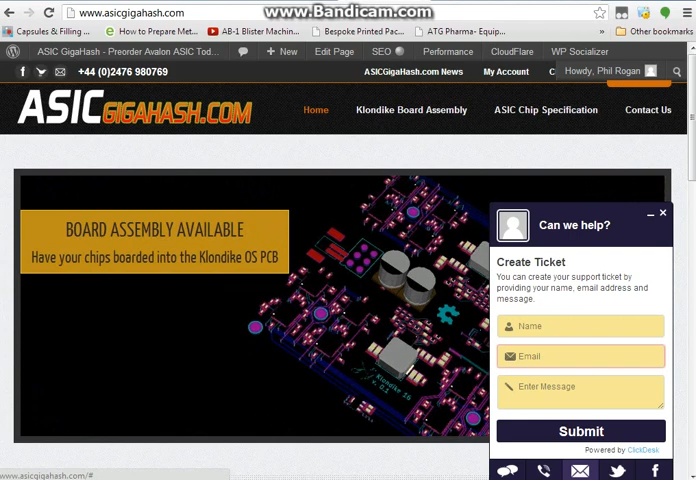 www.Bandicam.com
www.asicgigahash.com
Capsules & Filling ... How to Prepare Met... AB-1 Blister Machin... Bespoke Printed Pac... ATG Pharma- Equip... Other bookmarks
ASIC GigaHash - Preorder Avalon ASIC Tod... + New Edit Page SEO Performance CloudFlare WP Socializer
+44 (0)2476 980769 ASICGigaHash.com News My Account C Howdy, Phil Rogan
ASICGIGAHASH.COM Home Klondike Board Assembly ASIC Chip Specification Contact Us
BOARD ASSEMBLY AVAILABLE
Have your chips boarded into the Klondike OS PCB
Klondike 16
v. 0.1
Can we help?
Create Ticket
You can create your support ticket by
providing your name, email address and
message.
Name
Email
Enter Message
Submit
Powered by ClickDesk
www.asicgigahash.com/#